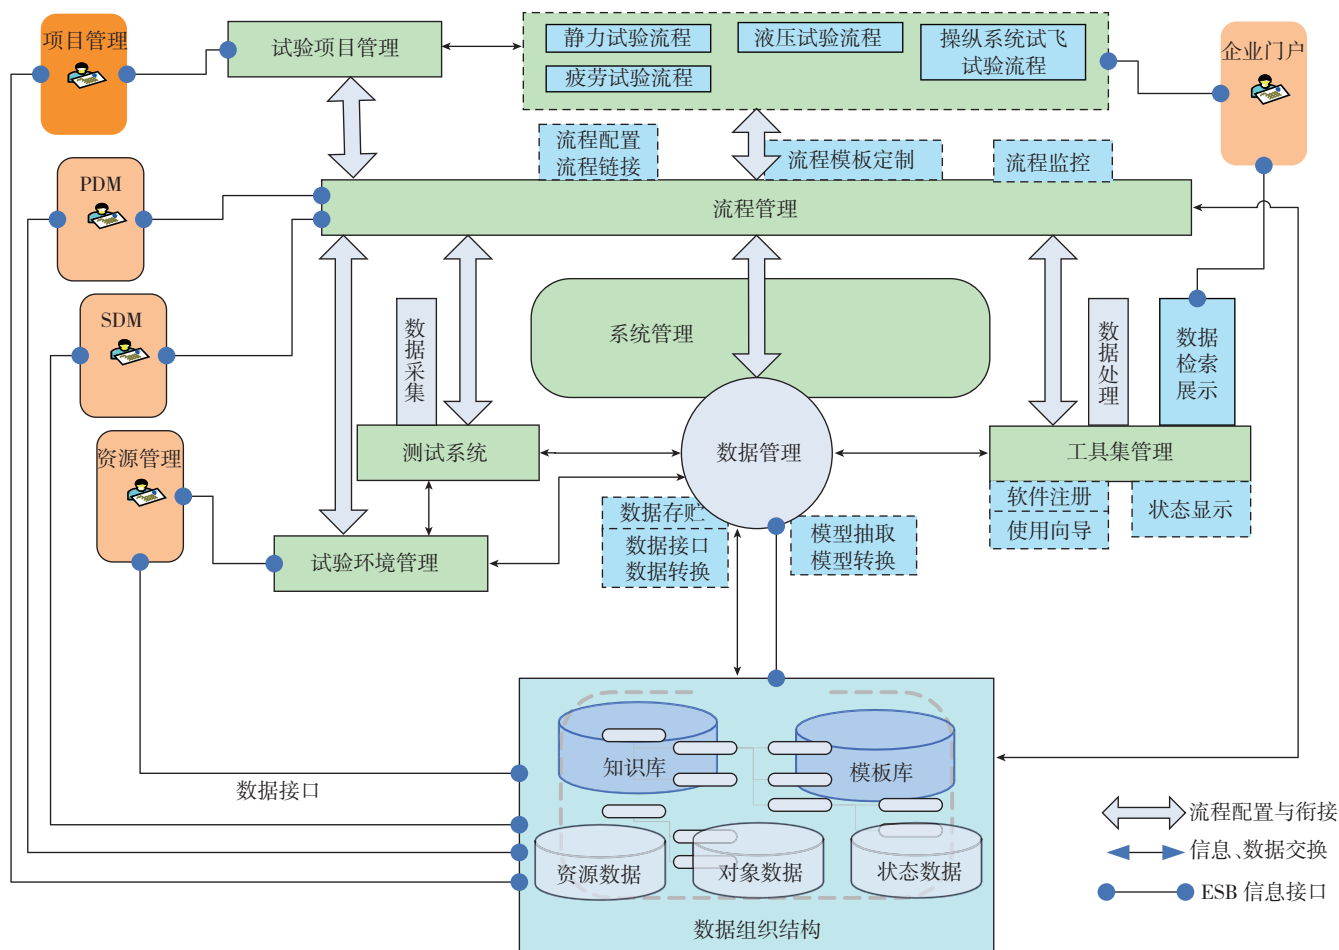 项目管理
试验项目管理
静力试验流程
液压试验流程
操纵系统试飞
试验流程
疲劳试验流程
企业门户
流程配置
流程链接
流程模板定制
流程监控
PDM
流程管理
SDM
数据采集
系统管理
数据处理
数据
检索
展示
资源管理
测试系统
数据管理
工具集管理
软件注册
使用向导
状态显示
数据存贮
数据接口
数据转换
模型抽取
模型转换
试验环境管理
知识库
模板库
数据接口
资源数据
对象数据
状态数据
数据组织结构
流程配置与衔接
信息、数据交换
ESB 信息接口